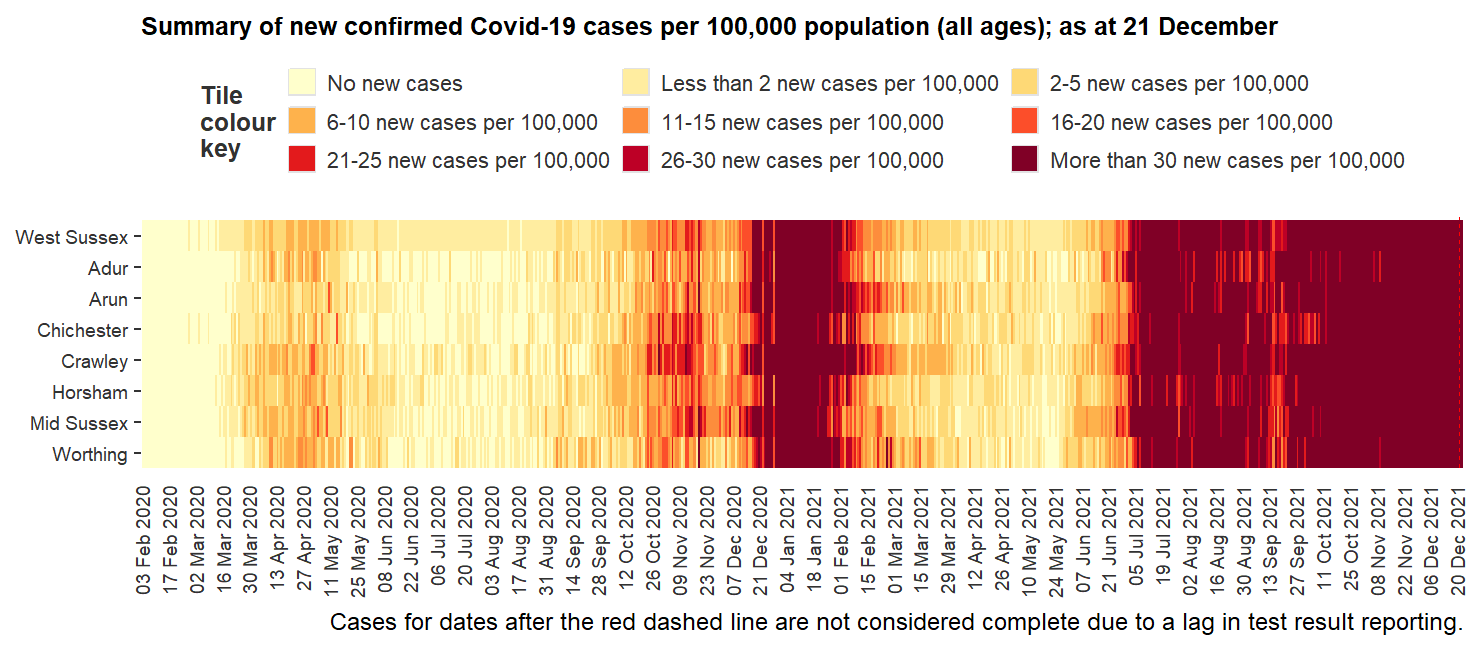 Summary of new confirmed Covid-19 cases per 100,000 population (all ages); as at 21 December
Tile
colour
key
No new cases
Less than 2 new cases per 100,000
2-5 new cases per 100,000
6-10 new cases per 100,000
11-15 new cases per 100,000
16-20 new cases per 100,000
21-25 new cases per 100,000
26-30 new cases per 100,000
More than 30 new cases per 100,000
West Sussex
Adur
Arun
Chichester
Crawley
Horsham
Mid Sussex
Worthing
03 Feb 2020
17 Feb 2020
02 Mar 2020
16 Mar 2020
30 Mar 2020
13 Apr 2020
27 Apr 2020
11 May 2020
25 May 2020
08 Jun 2020
22 Jun 2020
06 Jul 2020
20 Jul 2020
03 Aug 2020
17 Aug 2020
31 Aug 2020
14 Sep 2020
28 Sep 2020
12 Oct 2020
26 Oct 2020
09 Nov 2020
23 Nov 2020
07 Dec 2020
21 Dec 2020
04 Jan 2021
18 Jan 2021
01 Feb 2021
15 Feb 2021
01 Mar 2021
15 Mar 2021
29 Mar 2021
12 Apr 2021
26 Apr 2021
10 May 2021
24 May 2021
07 Jun 2021
21 Jun 2021
05 Jul 2021
19 Jul 2021
02 Aug 2021
16 Aug 2021
30 Aug 2021
13 Sep 2021
27 Sep 2021
11 Oct 2021
25 Oct 2021
08 Nov 2021
22 Nov 2021
06 Dec 2021
20 Dec 2021
Cases for dates after the red dashed line are not considered complete due to a lag in test result reporting.